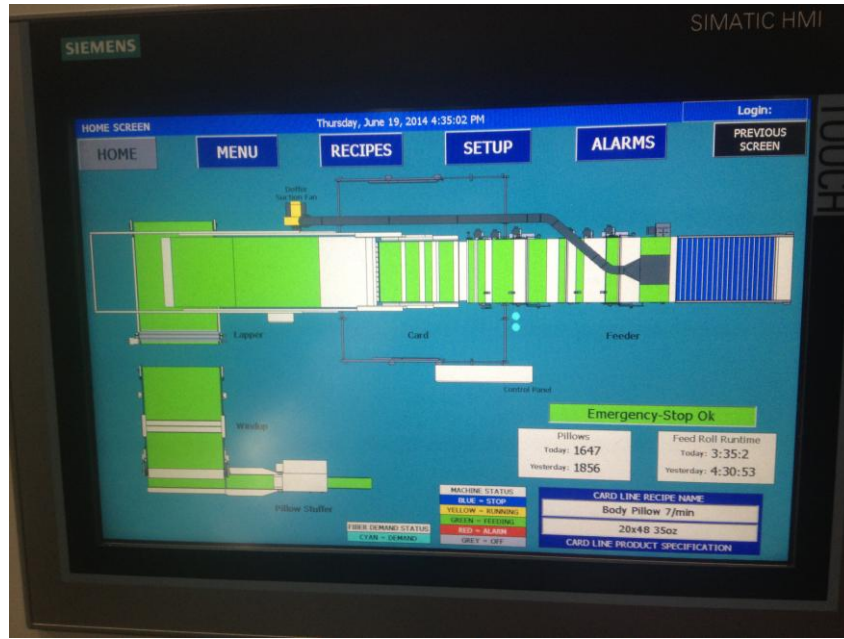 SIEMENS
SIMATIC HMI
TOUCH
HOME SCREEN
Thursday, June 19, 2014 4:35:02 PM
Login:
HOME
MENU
RECIPES
SETUP
ALARMS
PREVIOUS
SCREEN
Suction Fan
Lapper
Card
Feeder
Control Panel
Windup
Pillow Stuffer
Emergency-Stop Ok
Pillows
Today: 1647
Yesterday: 1856
Feed Roll Runtime
Today: 3:35:2
Yesterday: 4:30:53
MACHINE STATUS
BLUE = STOP
YELLOW = RUNNING
GREEN = FEEDING
RED = ALARM
GREY = OFF
FIBER DEMAND STATUS
CYAN = DEMAND
CARD LINE RECIPE NAME
Body Pillow 7/min
20x48 35oz
CARD LINE PRODUCT SPECIFICATION